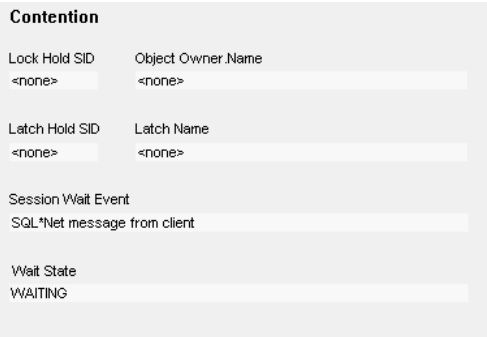 Contention
Lock Hold SID Object Owner.Name
<none> <none>
Latch Hold SID Latch Name
<none> <none>
Session Wait Event
SQL*Net message from client
Wait State
WAITING